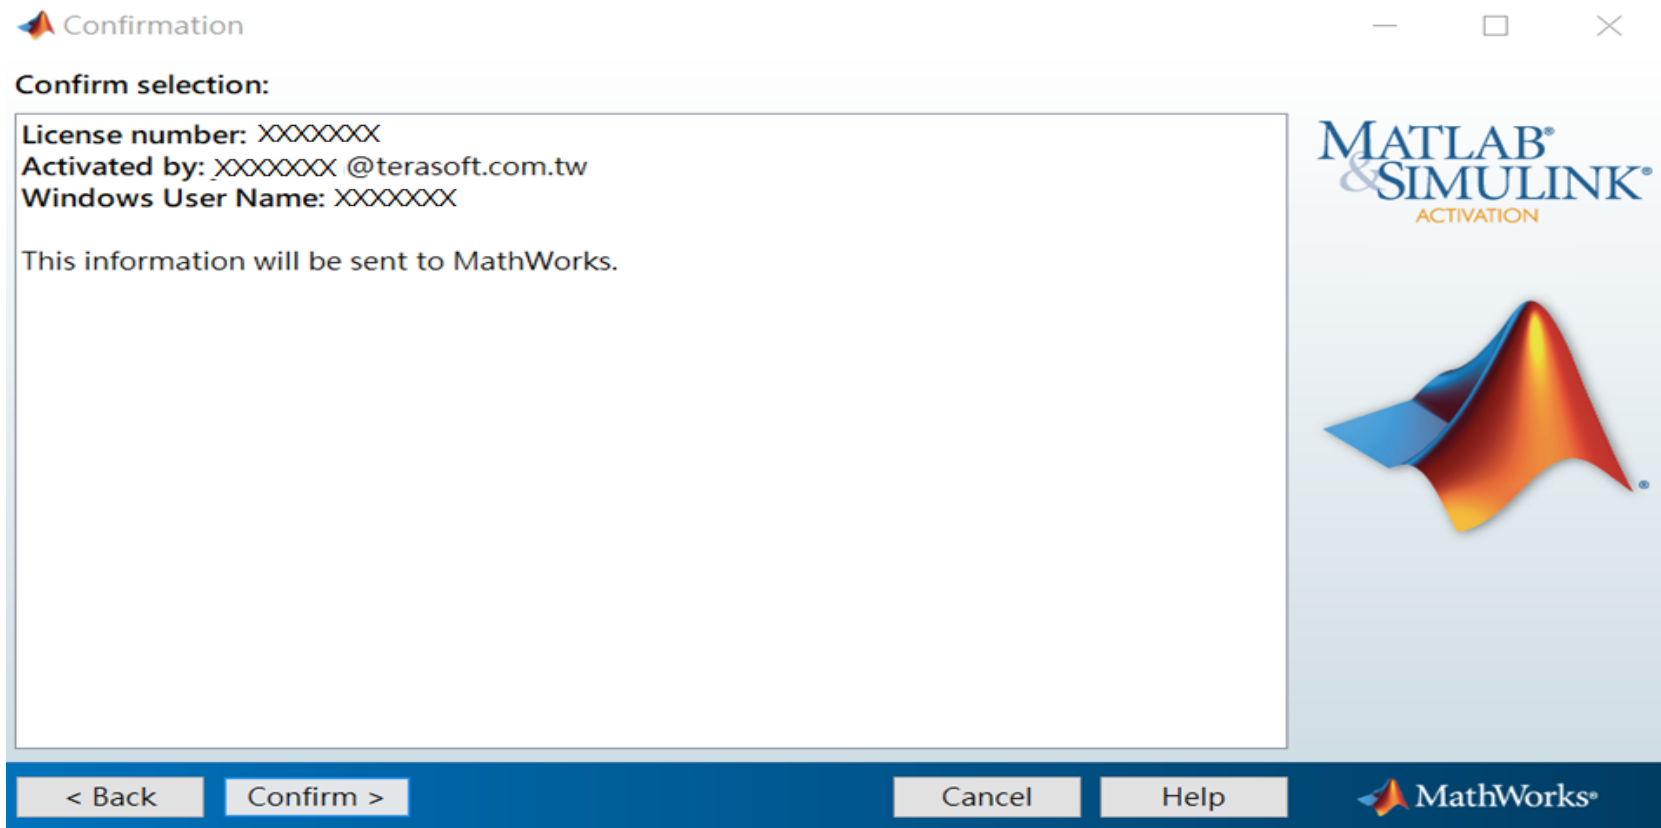 Confirmation
Confirm selection:
License number: XXXXXXX
Activated by: XXXXXXX @terasoft.com.tw
Windows User Name: XXXXXXX
This information will be sent to MathWorks.
MATLAB®
&SIMULINK®
ACTIVATION
®
< Back
Confirm >
Cancel
Help
MathWorks®